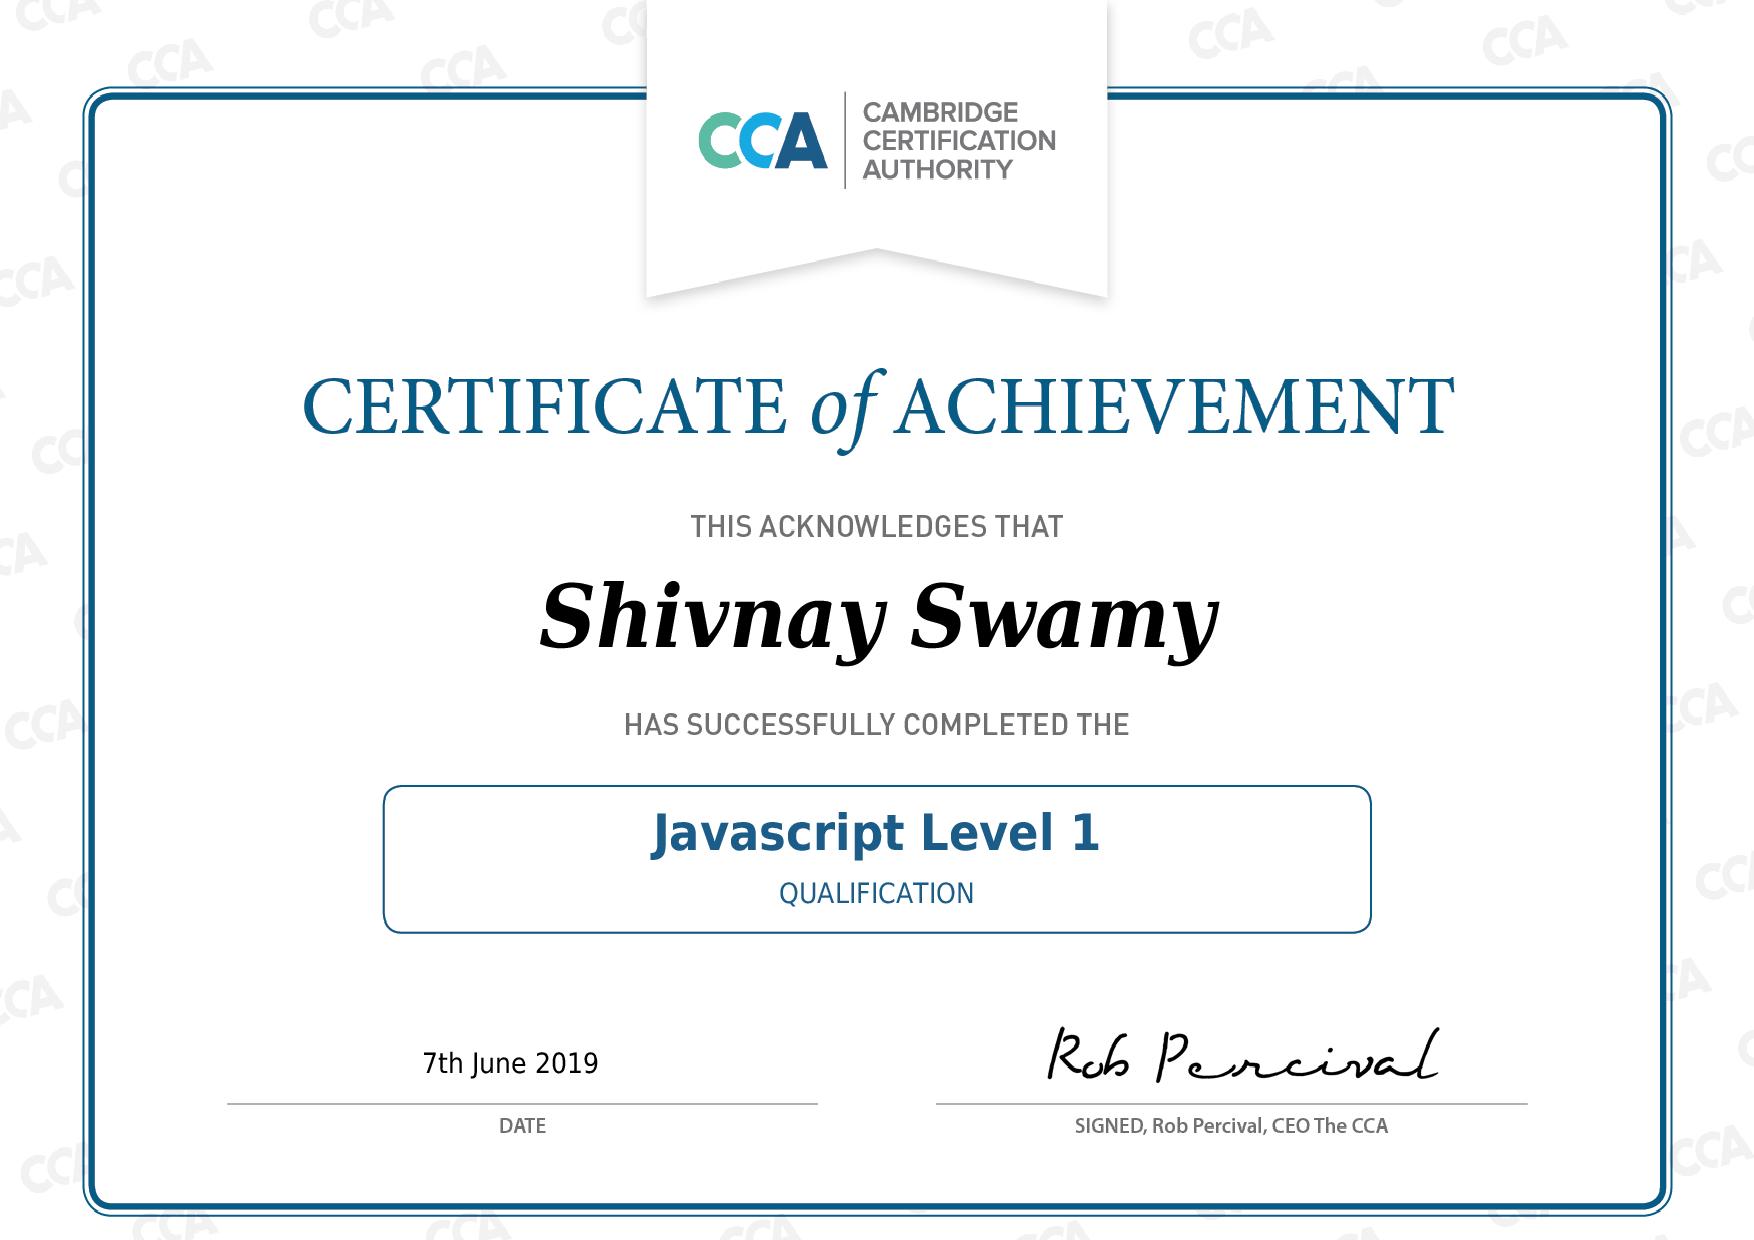 CCA
CAMBRIDGE
CERTIFICATION
AUTHORITY
CERTIFICATE of ACHIEVEMENT
THIS ACKNOWLEDGES THAT
Shivnay Swamy
HAS SUCCESSFULLY COMPLETED THE
Javascript Level 1
QUALIFICATION
7th June 2019
Rob Percival
DATE
SIGNED, Rob Percival, CEO The CCA